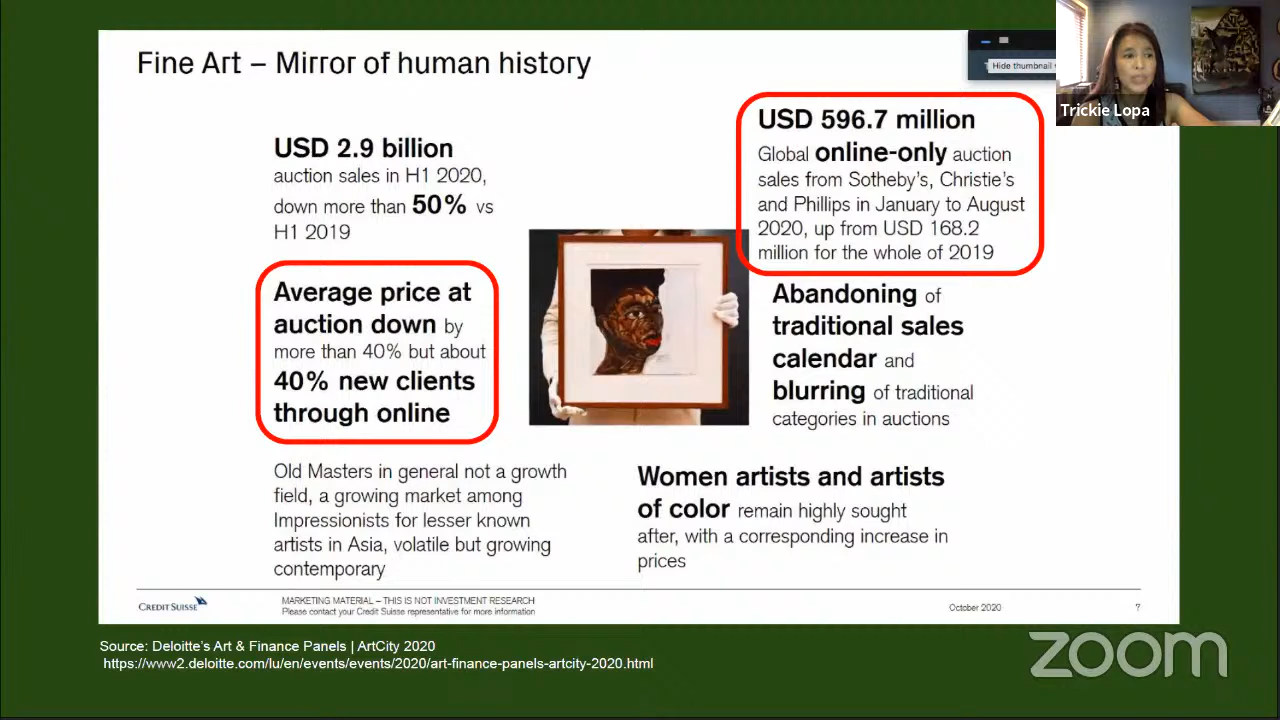 Fine Art – Mirror of human history
Hide thumbnail
Trickie Lopa
USD 2.9 billion
auction sales in H1 2020,
down more than 50% vs
H1 2019
USD 596.7 million
Global online-only auction
sales from Sotheby's, Christie's
and Phillips in January to August
2020, up from USD 168.2
million for the whole of 2019
Average price at
auction down by
more than 40% but about
40% new clients
through online
Abandoning of
traditional sales
calendar and
blurring of traditional
categories in auctions
Old Masters in general not a growth
field, a growing market among
Impressionists for lesser known
artists in Asia, volatile but growing
contemporary
Women artists and artists
of color remain highly sought
after, with a corresponding increase in
prices
CREDIT SUISSE
MARKETING MATERIAL – THIS IS NOT INVESTMENT RESEARCH
Please contact your Credit Suisse representative for more information
October 2020
7
Source: Deloitte's Art & Finance Panels | ArtCity 2020
https://www2.deloitte.com/lu/en/events/events/2020/art-finance-panels-artcity-2020.html
zoom